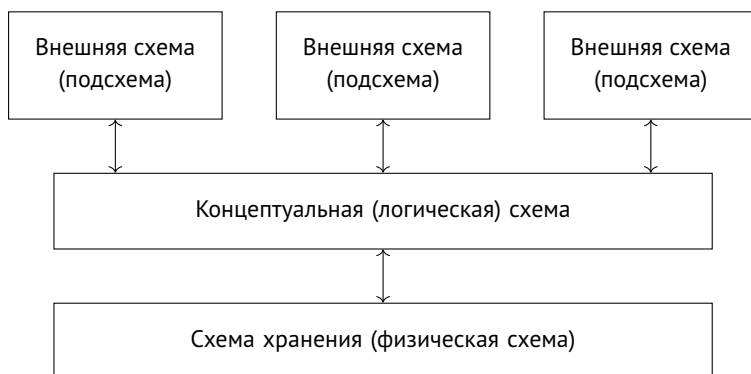 Внешняя схема
(подсхема)
Внешняя схема
(подсхема)
Внешняя схема
(подсхема)
Концептуальная (логическая) схема
Схема хранения (физическая схема)